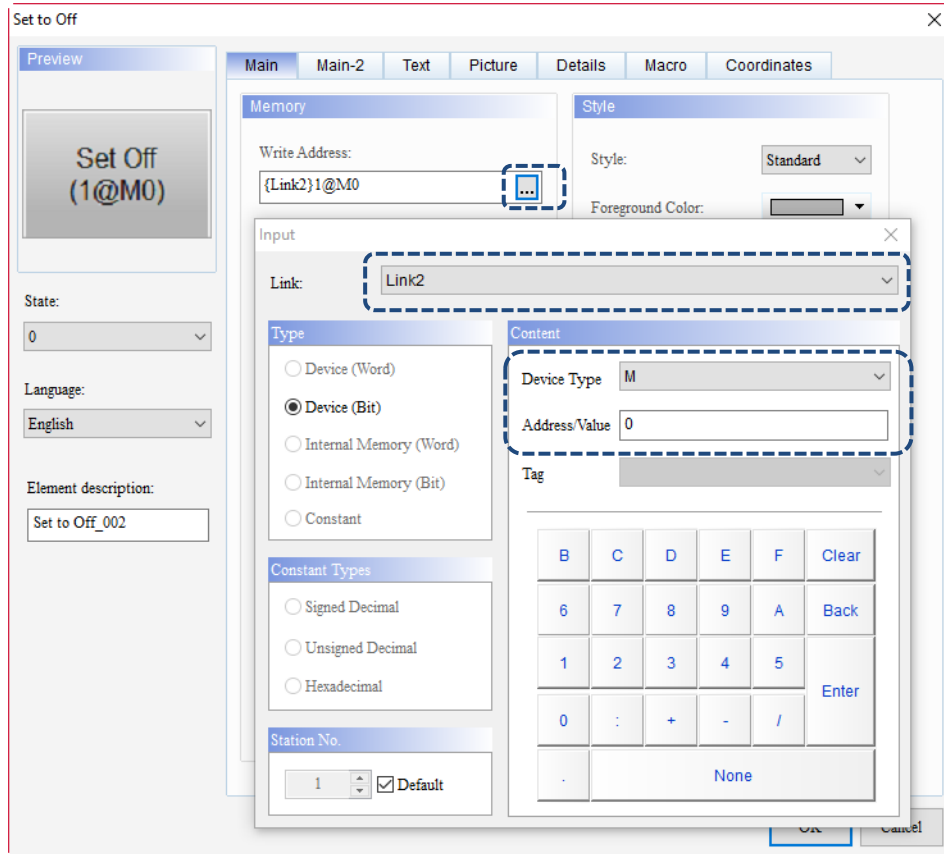 Set to Off
Preview
Set Off
(1@M0)
State:
0
Language:
English
Element description:
Set to Off_002
Main Main-2 Text Picture Details Macro Coordinates
Memory
Write Address:
{Link2}1@M0
...
Style
Style:
Standard
Foreground Color:
Input
Link:
Link2
Type
Device (Word)
Device (Bit)
Internal Memory (Word)
Internal Memory (Bit)
Constant
Constant Types
Signed Decimal
Unsigned Decimal
Hexadecimal
Station No.
1
Default
Content
Device Type M
Address/Value 0
Tag
B C D E F Clear
6 7 8 9 A Back
1 2 3 4 5
Enter
0 : + - /
. None
OK Cancel